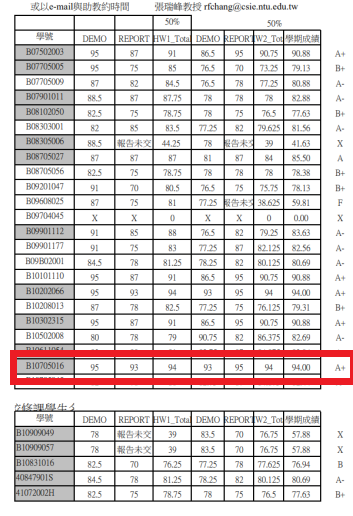 或以e-mail與助教約時間 張瑞峰教授 rfchang@csie.ntu.edu.tw
50% 50%
學號 DEMO REPORT HW1_Total DEMO REPORT W2_Tot 學期成績
B07502003 95 87 91 86.5 95 90.75 90.88 A+
B07705005 95 75 85 76.5 70 73.25 79.13 B+
B07705009 87 82 84.5 76.5 78 77.25 80.88 A-
B07901011 88.5 87 87.75 78 78 78 82.88 A-
B08102050 82.5 75 78.75 78 75 76.5 77.63 B+
B08303001 82 85 83.5 77.25 82 79.625 81.56 A-
B08305006 88.5 報告未交 44.25 78 報告未交 39 41.63 X
B08705027 87 87 87 81 87 84 85.50 A
B08705056 82.5 75 78.75 78 78 78 78.38 B+
B09201047 91 70 80.5 76.5 75 75.75 78.13 B+
B09608025 87 75 81 77.25 報告未交 38.625 59.81 F
B09704045 X X 0 X X 0 0.00 X
B09901112 91 85 88 76.5 82 79.25 83.63 A-
B09901177 91 75 83 77.25 87 82.125 82.56 A-
B09B02001 84.5 78 81.25 78.25 82 80.125 80.69 A-
B10101110 95 87 91 86.5 95 90.75 90.88 A+
B10202066 95 93 94 93 95 94 94.00 A+
B10208013 87 78 82.5 77.25 75 76.125 79.31 B+
B10302315 95 87 91 86.5 95 90.75 90.88 A+
B10502008 80 78 79 90.75 82 86.375 82.69 A-
B10705016 95 93 94 93 95 94 94.00 A+
學號 DEMO REPORT HW1_Total DEMO REPORT W2_Tot 學期成績
B10909049 78 報告未交 39 83.5 70 76.75 57.88 X
B10909057 78 報告未交 39 83.5 70 76.75 57.88 X
B10831016 82.5 70 76.25 77.25 78 77.625 76.94 B
40847901S 84.5 78 81.25 78.25 82 80.125 80.69 A-
41072002H 82.5 75 78.75 78 75 76.5 77.63 B+